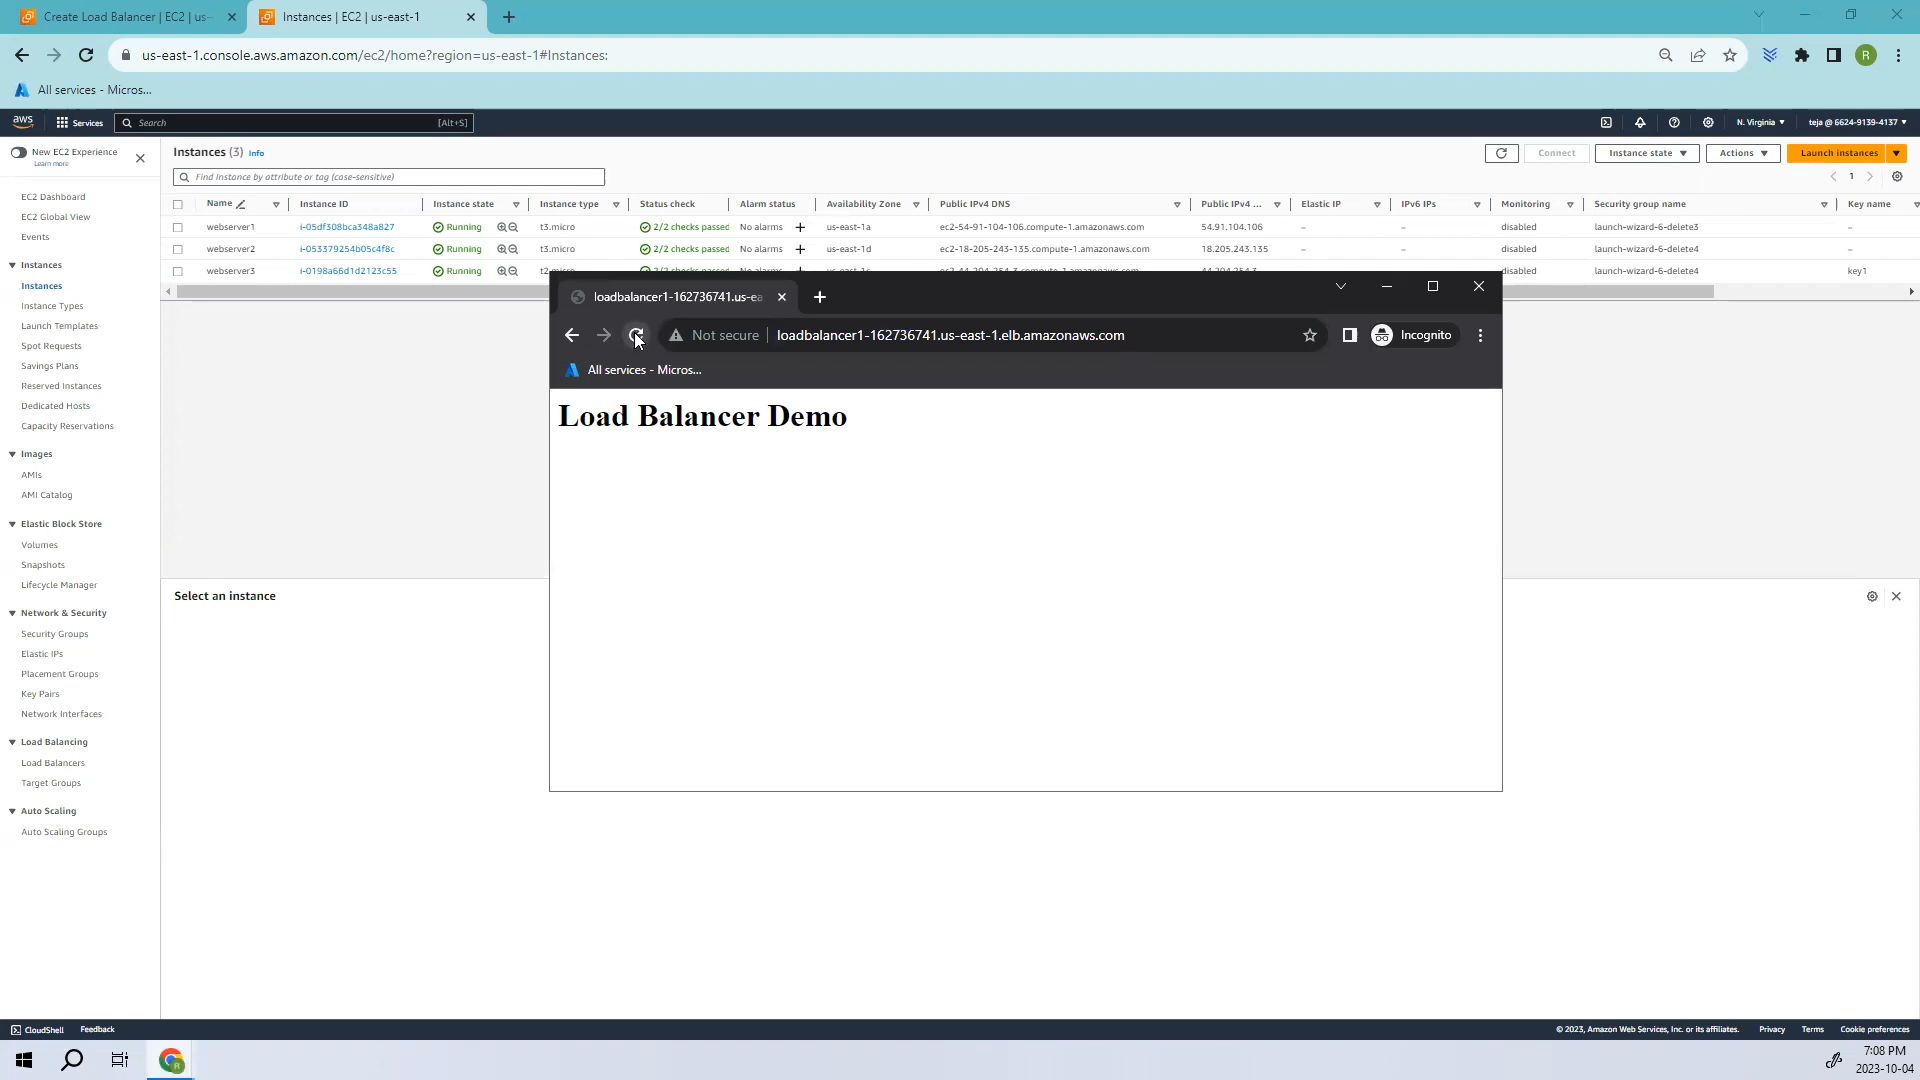 Create Load Balancer | EC2 | us-
Instances | EC2 | us-east-1
us-east-1.console.aws.amazon.com/ec2/home?region=us-east-1#Instances:
R
All services - Micros...
aws
Services
Search
[Alt+S]
N. Virginia
teja @ 6624-9139-4137
New EC2 Experience
Learn more
EC2 Dashboard
EC2 Global View
Events
Instances
Instances
Instance Types
Launch Templates
Spot Requests
Savings Plans
Reserved Instances
Dedicated Hosts
Capacity Reservations
Images
AMIs
AMI Catalog
Elastic Block Store
Volumes
Snapshots
Lifecycle Manager
Network & Security
Security Groups
Elastic IPs
Placement Groups
Key Pairs
Network Interfaces
Load Balancing
Load Balancers
Target Groups
Auto Scaling
Auto Scaling Groups
Instances (3) Info
Connect
Instance state
Actions
Launch instances
Find Instance by attribute or tag (case-sensitive)
1
Name Instance ID Instance state Instance type Status check Alarm status Availability Zone Public IPv4 DNS Public IPv4 ... Elastic IP IPv6 IPs Monitoring Security group name Key name
webserver1 i-05df308bca348a827 Running t3.micro 2/2 checks passed No alarms + us-east-1a ec2-54-91-104-106.compute-1.amazonaws.com 54.91.104.106 – – disabled launch-wizard-6-delete3 –
webserver2 i-053379254b05c4f8c Running t3.micro 2/2 checks passed No alarms + us-east-1d ec2-18-205-243-135.compute-1.amazonaws.com 18.205.243.135 – – disabled launch-wizard-6-delete4 –
webserver3 i-0198a66d1d2123c55 Running disabled launch-wizard-6-delete4 key1
loadbalancer1-162736741.us-ea
Not secure
loadbalancer1-162736741.us-east-1.elb.amazonaws.com
Incognito
All services - Micros...
Load Balancer Demo
Select an instance
CloudShell
Feedback
© 2023, Amazon Web Services, Inc. or its affiliates.
Privacy
Terms
Cookie preferences
R
7:08 PM
2023-10-04